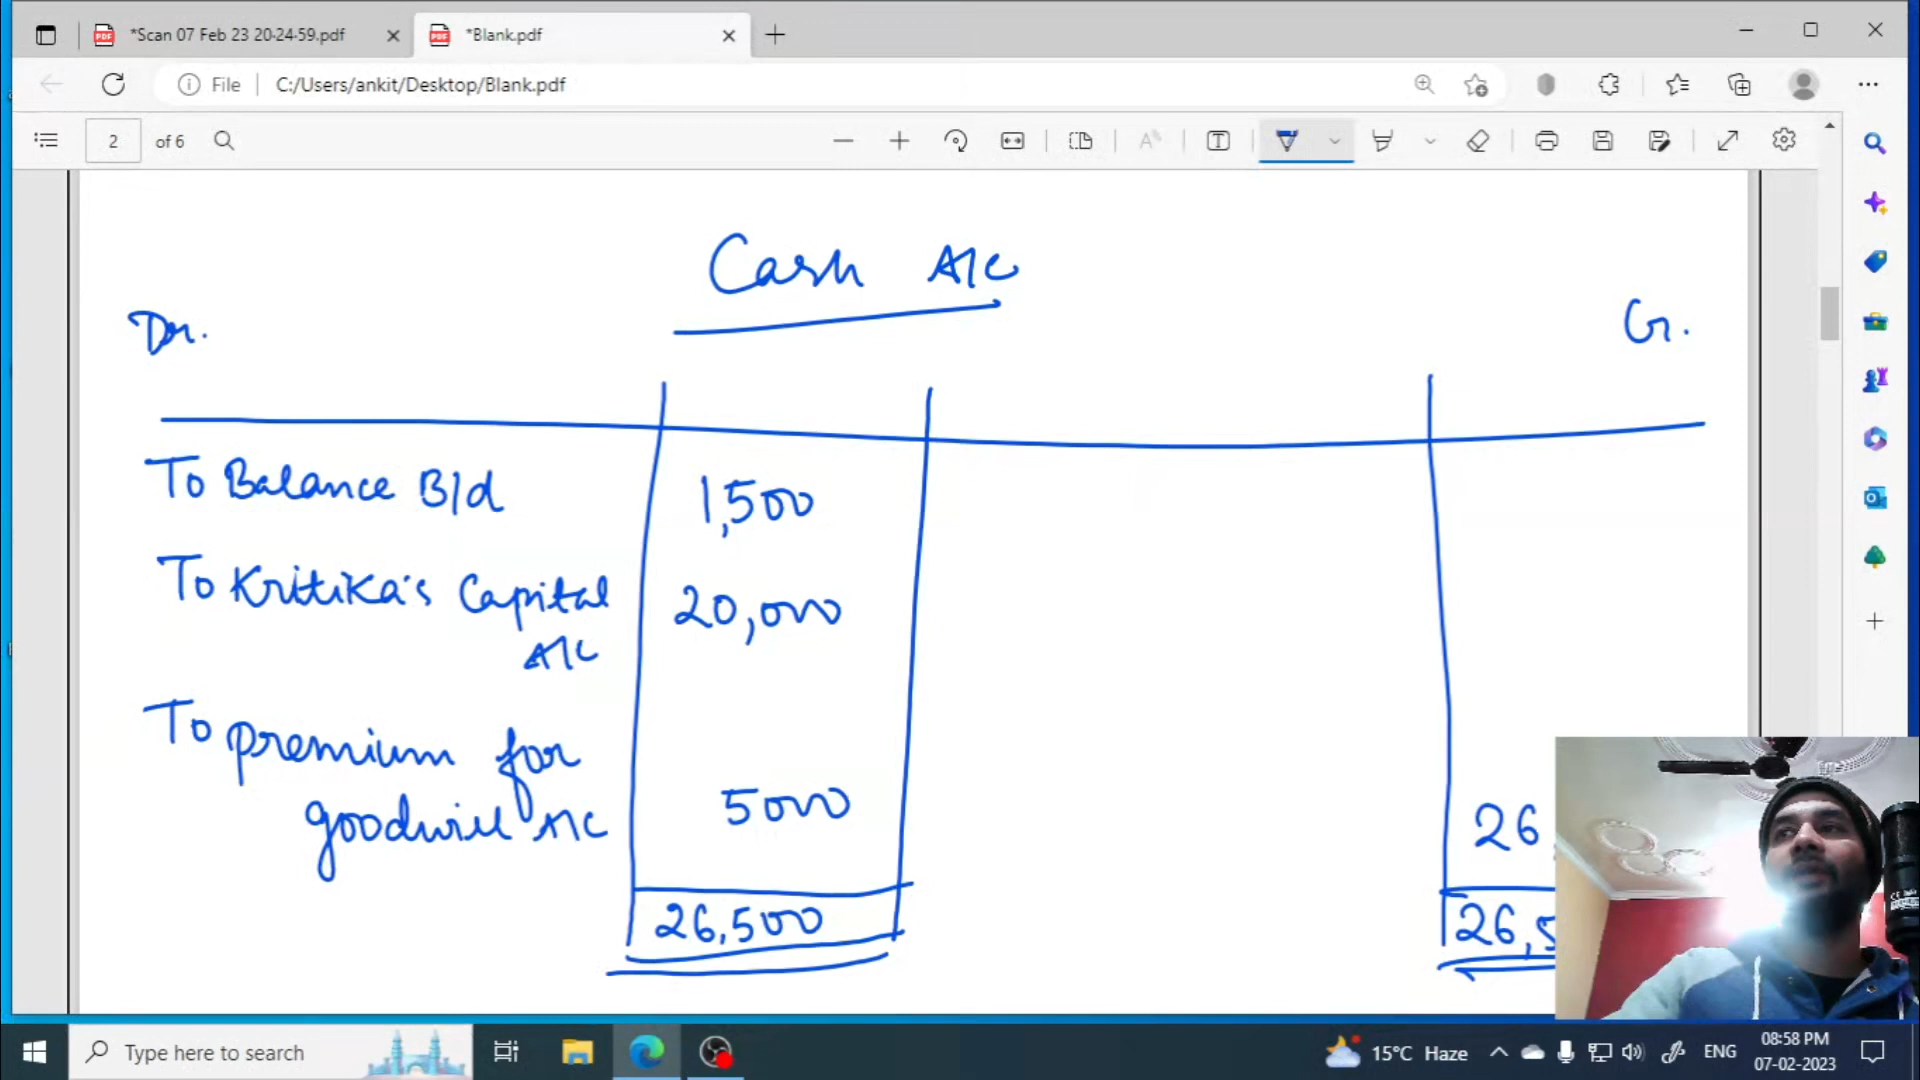 *Scan 07 Feb 23 20-24-59.pdf
*Blank.pdf
File
C:/Users/ankit/Desktop/Blank.pdf
2 of 6
Cash A/c
Dr.
Cr.
To Balance B/d 1,500
To Kritika's Capital 20,000
A/c
To premium for
goodwill A/c 5000 26
26,500 26,5
Type here to search
15°C Haze
ENG
08:58 PM
07-02-2023